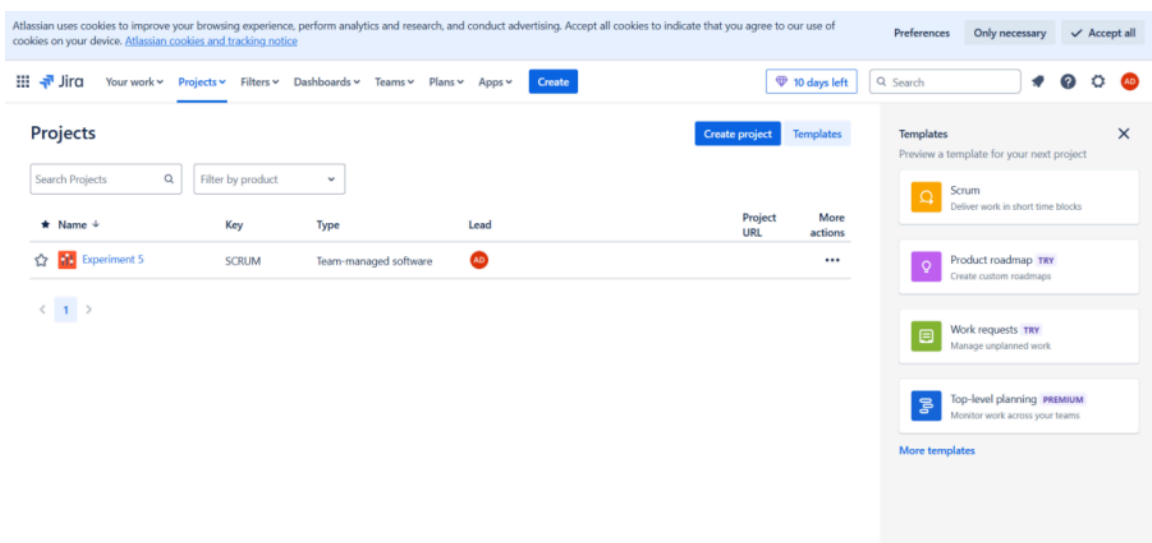 Atlassian uses cookies to improve your browsing experience, perform analytics and research, and conduct advertising. Accept all cookies to indicate that you agree to our use of
cookies on your device. Atlassian cookies and tracking notice
Preferences
Only necessary
Accept all
Jira
Your work
Projects
Filters
Dashboards
Teams
Plans
Apps
Create
10 days left
Search
AD
Projects
Create project
Templates
Search Projects
Filter by product
Name
Key
Type
Lead
Project
URL
More
actions
Experiment 5
SCRUM
Team-managed software
AD
1
Templates
Preview a template for your next project
Scrum
Deliver work in short time blocks
Product roadmap TRY
Create custom roadmaps
Work requests TRY
Manage unplanned work
Top-level planning PREMIUM
Monitor work across your teams
More templates